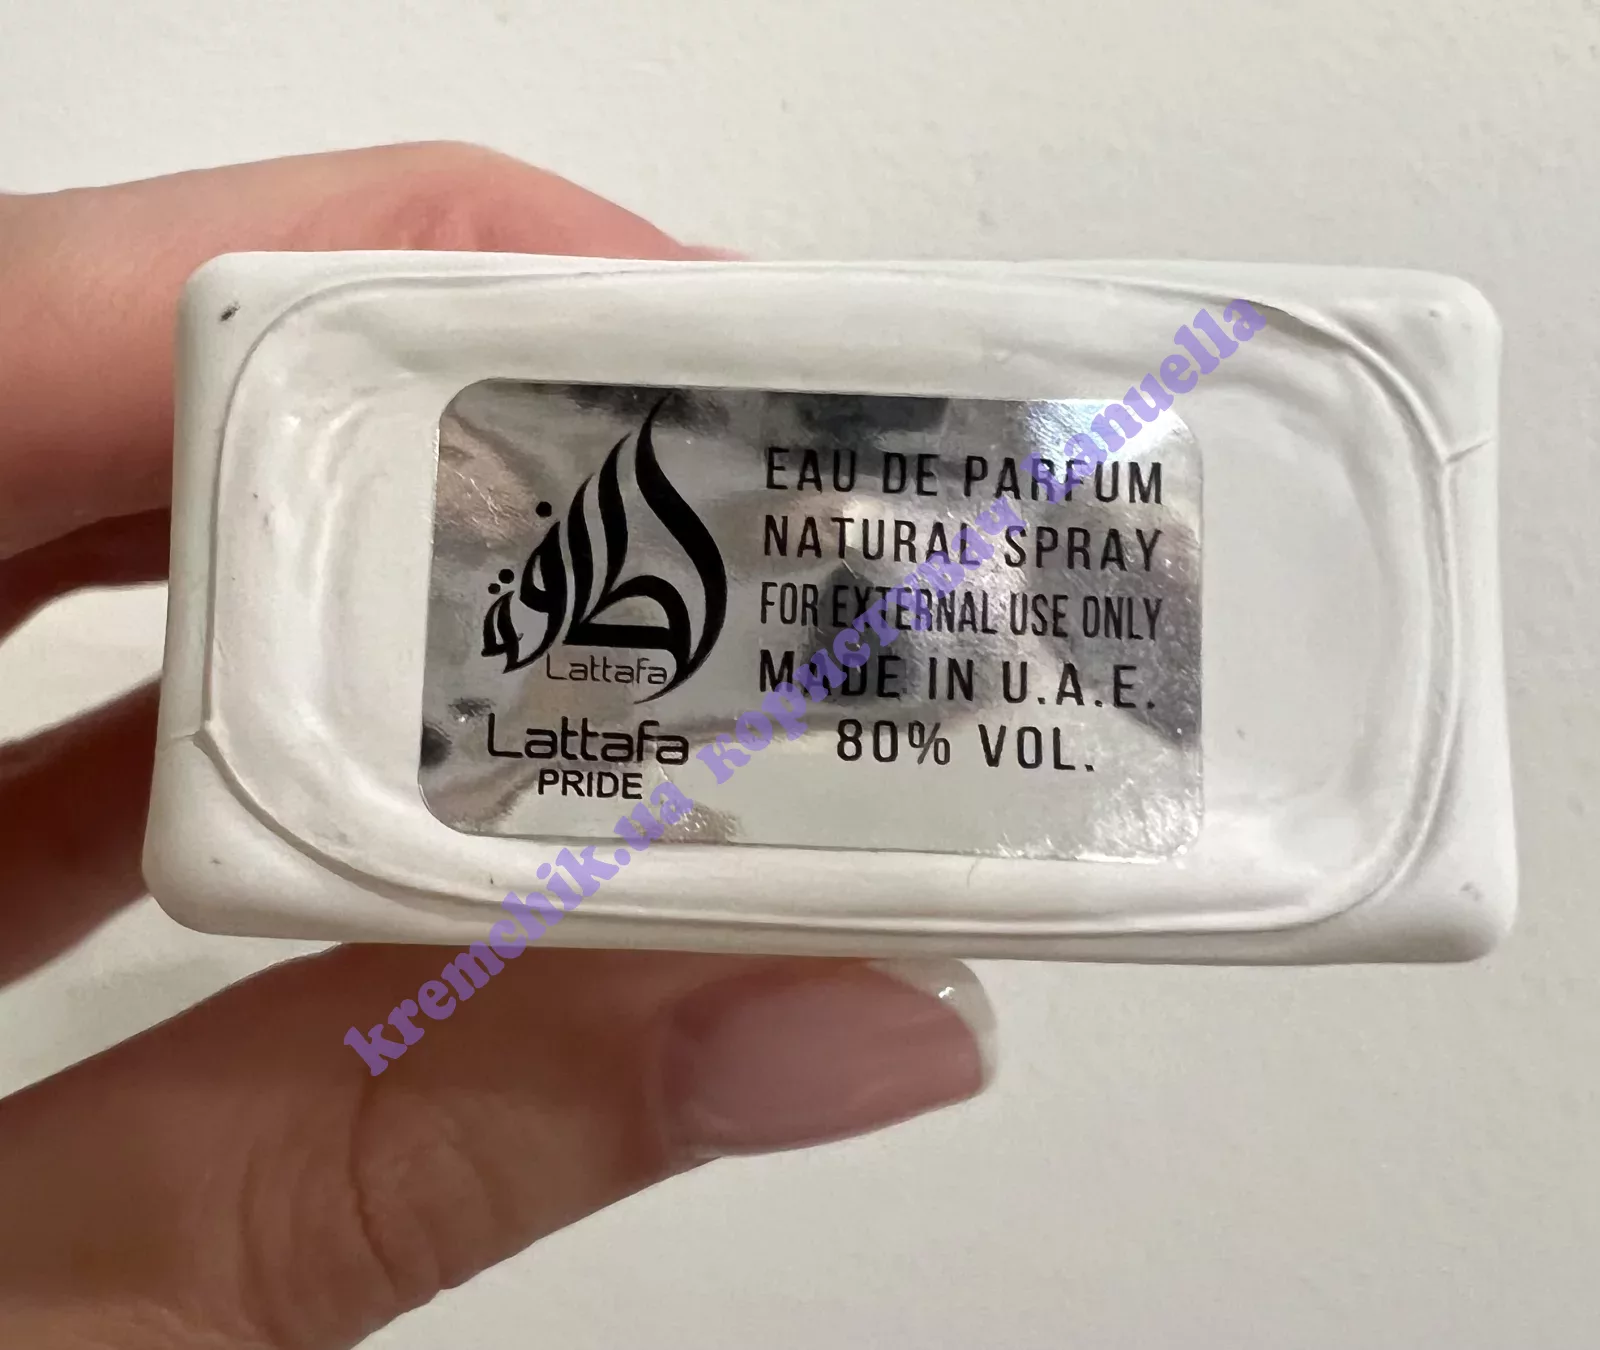 لطافة
Lattafa
Lattafa
PRIDE
EAU DE PARFUM
NATURAL SPRAY
FOR EXTERNAL USE ONLY
MADE IN U.A.E.
80% VOL.
kremchik.ua користувач Lanuella